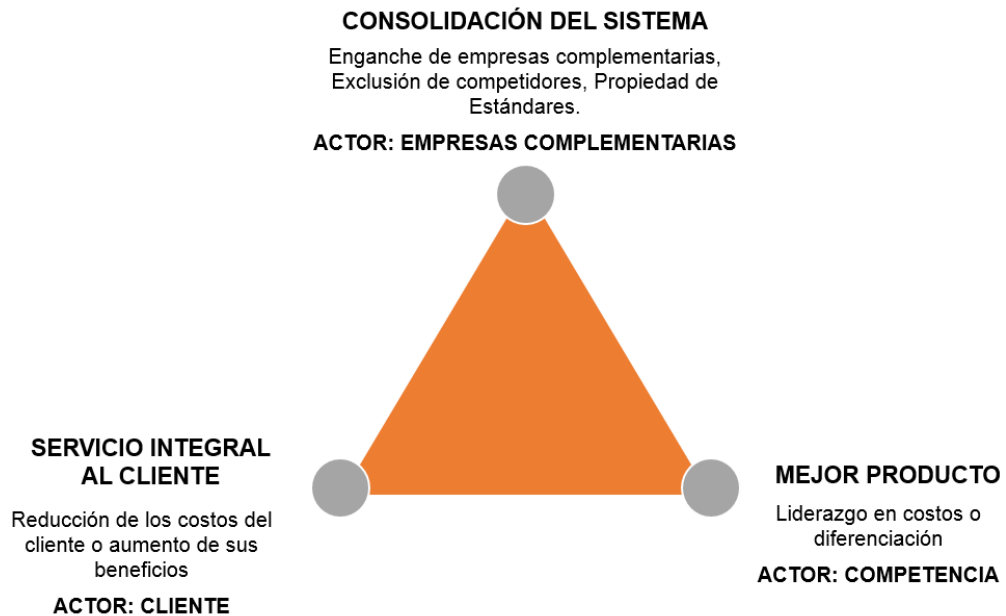 CONSOLIDACIÓN DEL SISTEMA
Enganche de empresas complementarias,
Exclusión de competidores, Propiedad de
Estándares.
ACTOR: EMPRESAS COMPLEMENTARIAS
SERVICIO INTEGRAL
AL CLIENTE
Reducción de los costos del
cliente o aumento de sus
beneficios
ACTOR: CLIENTE
MEJOR PRODUCTO
Liderazgo en costos o
diferenciación
ACTOR: COMPETENCIA